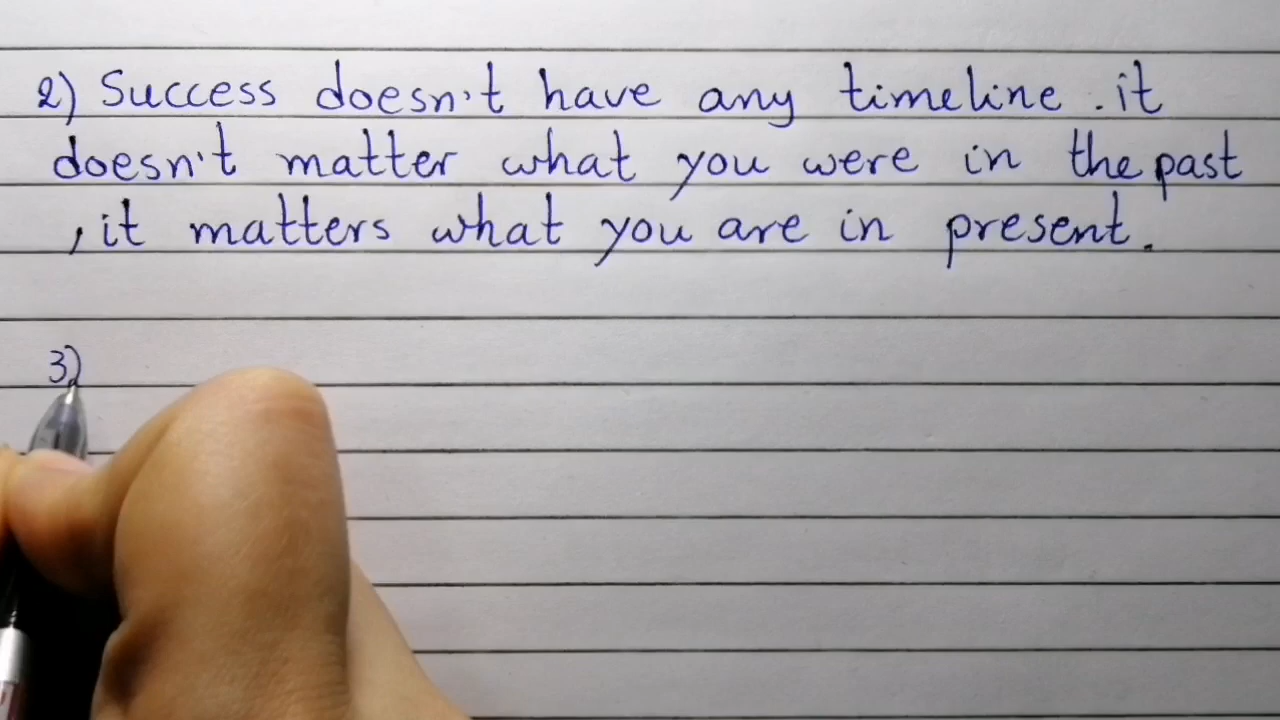 2) Success doesn't have any timeline . it
doesn't matter what you were in the past
, it matters what you are in present.
3)